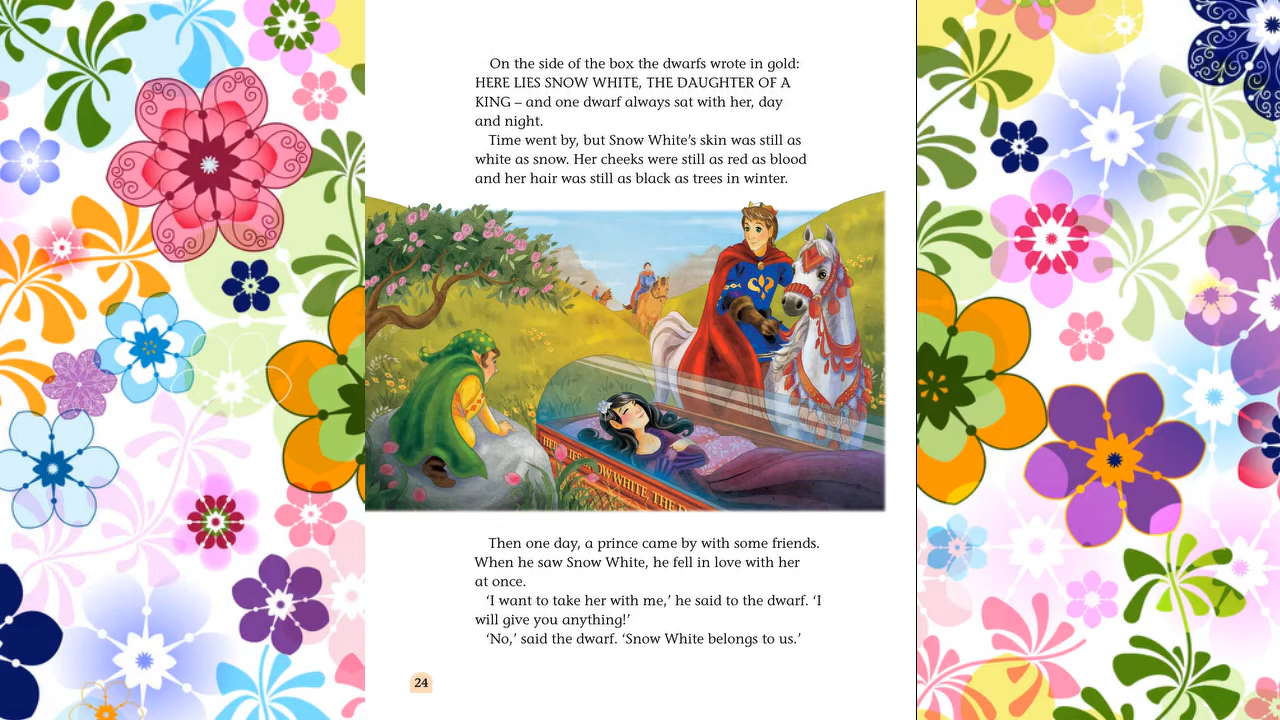 On the side of the box the dwarfs wrote in gold:
HERE LIES SNOW WHITE, THE DAUGHTER OF A
KING – and one dwarf always sat with her, day
and night.
Time went by, but Snow White's skin was still as
white as snow. Her cheeks were still as red as blood
and her hair was still as black as trees in winter.
HERE LIES SNOW WHITE, THE
Then one day, a prince came by with some friends.
When he saw Snow White, he fell in love with her
at once.
‘I want to take her with me,’ he said to the dwarf. ‘I
will give you anything!’
‘No,’ said the dwarf. ‘Snow White belongs to us.’
24